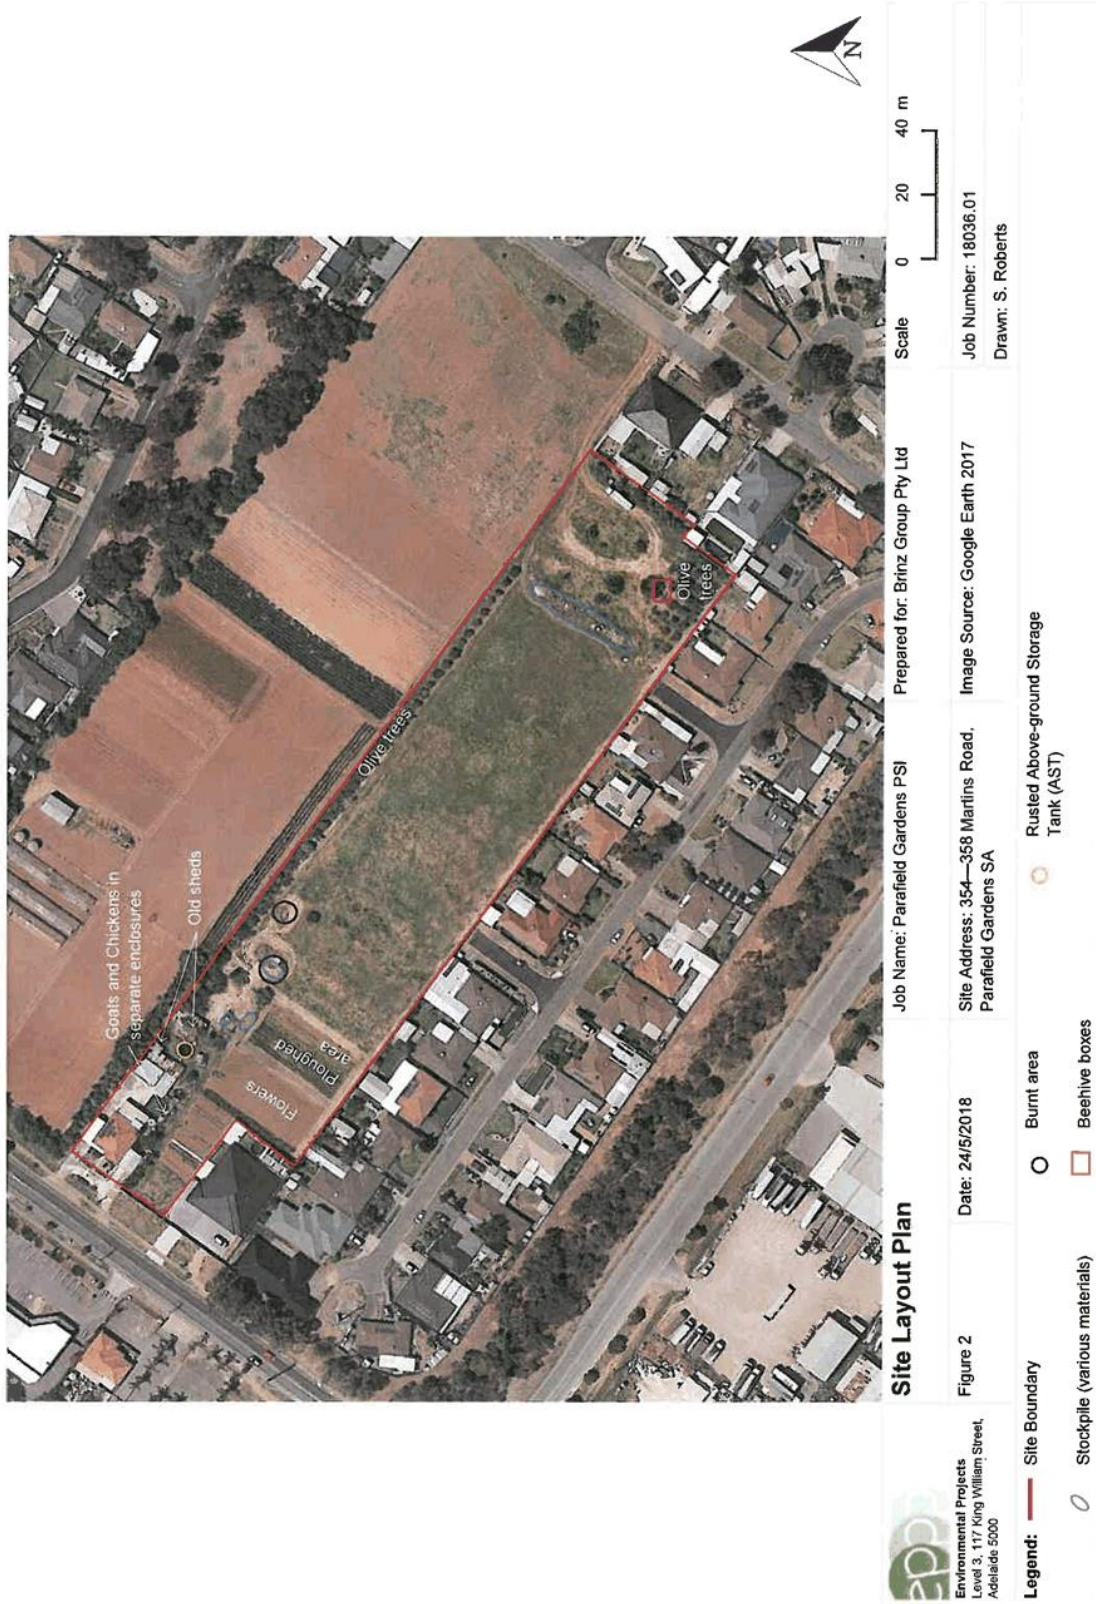 Goats and Chickens in
separate enclosures
Old sheds
Flowers
Ploughed
area
Olive trees
Olive
trees
N
epa
Environmental Projects
Level 3, 117 King William Street,
Adelaide 5000
Site Layout Plan
Figure 2
Date: 24/5/2018
Job Name: Parafield Gardens PSI
Site Address: 354—358 Martins Road,
Parafield Gardens SA
Prepared for: Brinz Group Pty Ltd
Image Source: Google Earth 2017
Scale
0 20 40 m
Job Number: 18036.01
Drawn: S. Roberts
Legend:
Site Boundary
Stockpile (various materials)
Burnt area
Beehive boxes
Rusted Above-ground Storage
Tank (AST)